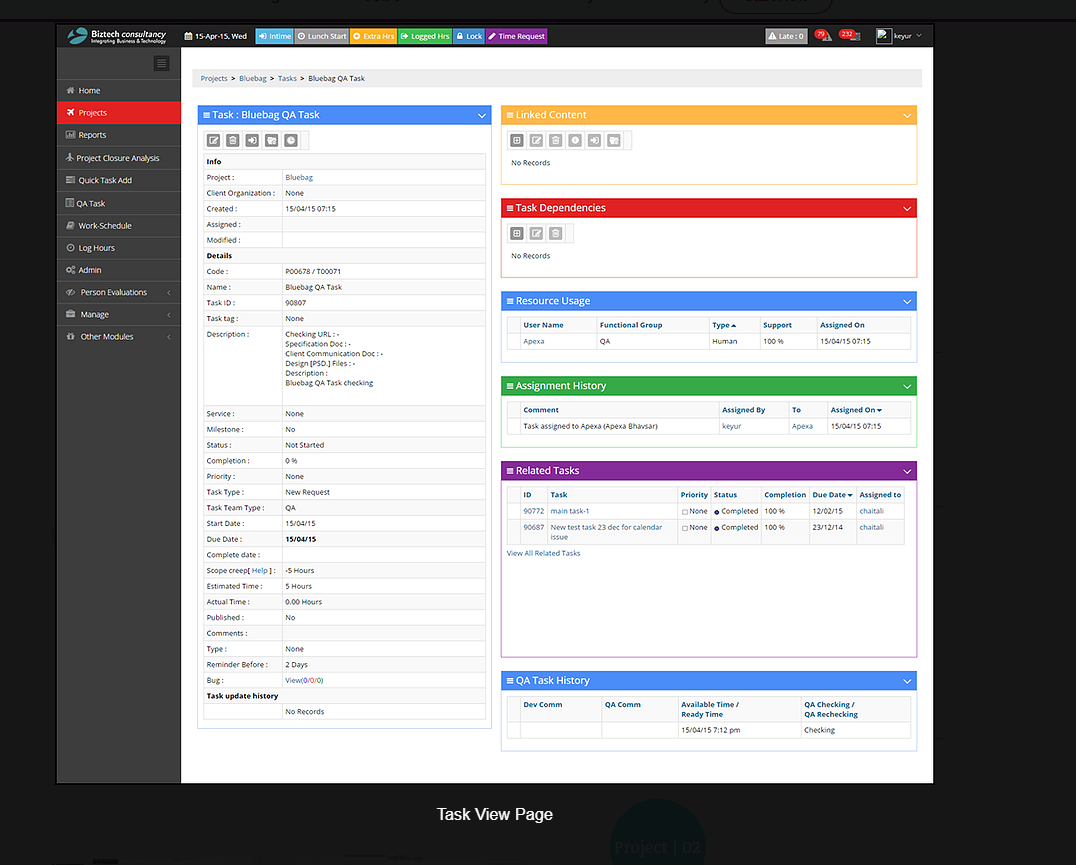 Biztech consultancy
Integrating Business & Technology
15-Apr-15, Wed
Intime
Lunch Start
Extra Hrs
Logged Hrs
Lock
Time Request
Late : 0
79
232
keyur
Home
Projects
Reports
Project Closure Analysis
Quick Task Add
QA Task
Work-Schedule
Log Hours
Admin
Person Evaluations
Manage
Other Modules
Projects > Bluebag > Tasks > Bluebag QA Task
Task : Bluebag QA Task
Info
Project : Bluebag
Client Organization : None
Created : 15/04/15 07:15
Assigned :
Modified :
Details
Code : P00678 / T00071
Name : Bluebag QA Task
Task ID : 90807
Task tag : None
Description : Checking URL : -
Specification Doc : -
Client Communication Doc : -
Design [PSD.] Files : -
Description :
Bluebag QA Task checking
Service : None
Milestone : No
Status : Not Started
Completion : 0 %
Priority : None
Task Type : New Request
Task Team Type : QA
Start Date : 15/04/15
Due Date : 15/04/15
Complete date :
Scope creep[ Help ] : -5 Hours
Estimated Time : 5 Hours
Actual Time : 0.00 Hours
Published : No
Comments :
Type : None
Reminder Before : 2 Days
Bug : View(0/0/0)
Task update history
No Records
Linked Content
No Records
Task Dependencies
No Records
Resource Usage
User Name Functional Group Type Support Assigned On
Apexa QA Human 100 % 15/04/15 07:15
Assignment History
Comment Assigned By To Assigned On
Task assigned to Apexa (Apexa Bhavsar) keyur Apexa 15/04/15 07:15
Related Tasks
ID Task Priority Status Completion Due Date Assigned to
90772 main task-1 None Completed 100 % 12/02/15 chaitali
90687 New test task 23 dec for calendar None Completed 100 % 23/12/14 chaitali
issue
View All Related Tasks
QA Task History
Dev Comm QA Comm Available Time / QA Checking /
Ready Time QA Rechecking
15/04/15 7:12 pm Checking
Task View Page
Project | 02